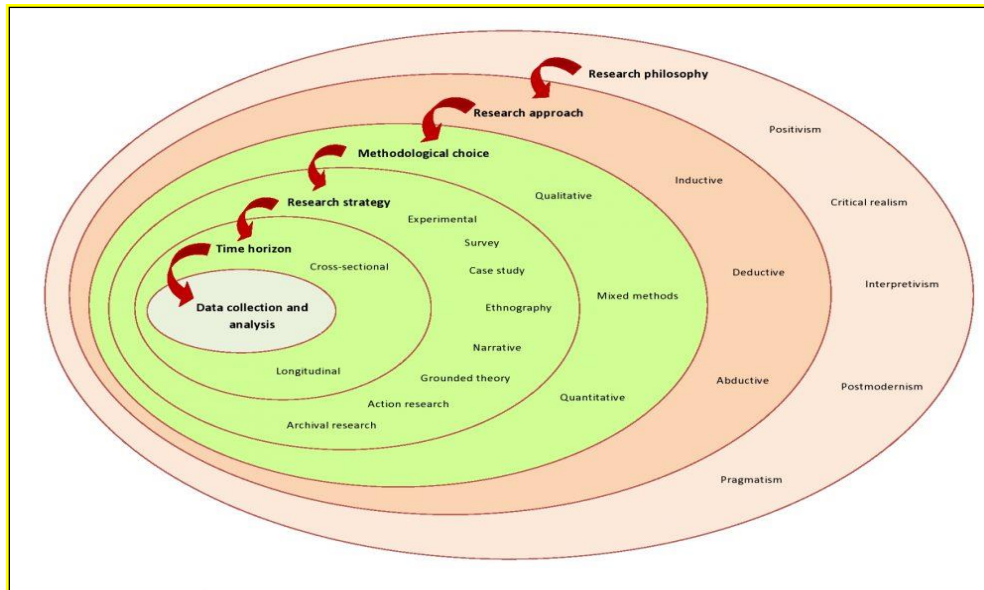 Research philosophy
Research approach
Positivism
Methodological choice
Inductive
Qualitative
Research strategy
Critical realism
Experimental
Survey
Time horizon
Cross-sectional
Case study
Deductive
Interpretivism
Mixed methods
Data collection and
analysis
Ethnography
Narrative
Longitudinal
Grounded theory
Abductive
Postmodernism
Action research
Quantitative
Archival research
Pragmatism